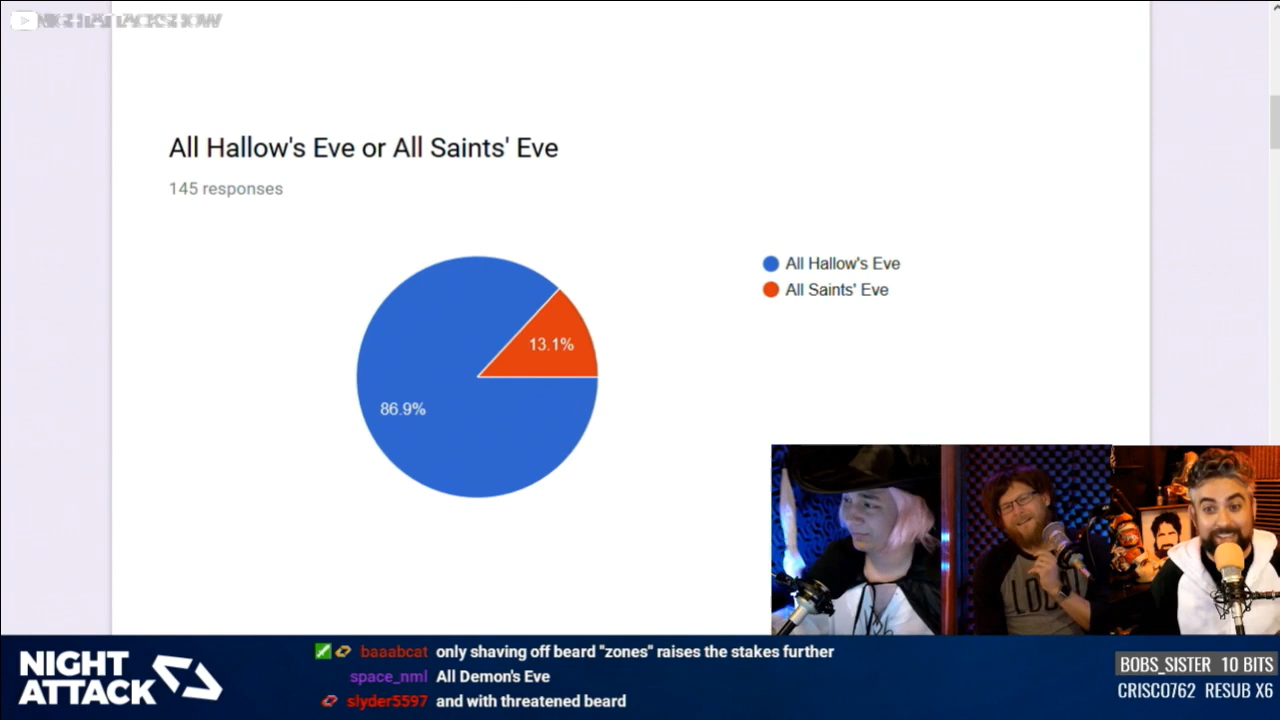 NIGHTATTACKSHOW
All Hallow's Eve or All Saints' Eve
145 responses
All Hallow's Eve
All Saints' Eve
13.1%
86.9%
NIGHT
ATTACK
baaabcat only shaving off beard "zones" raises the stakes further
space_nml All Demon's Eve
slyder5597 and with threatened beard
BOBS_SISTER 10 BITS
CRISCO762 RESUB X6